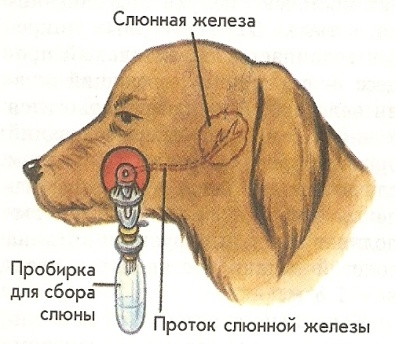 Слюнная железа
Пробирка
для сбора
слюны
Проток слюнной железы